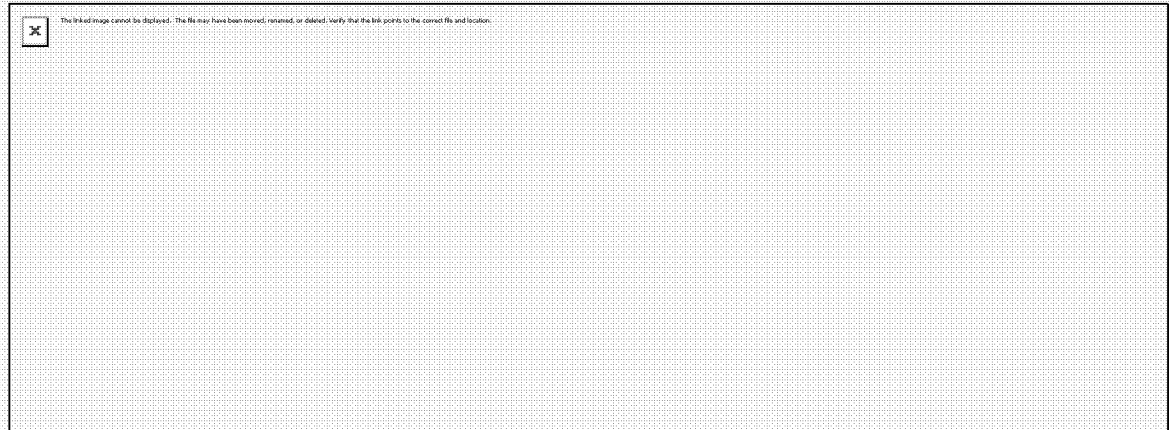 The linked image cannot be displayed. The file may have been moved, renamed, or deleted. Verify that the link points to the correct file and location.